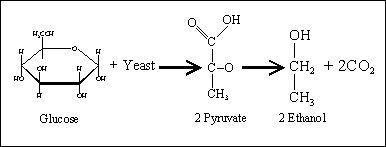 H₂COH
O
H
H
H
OH
H
HO
OH
H
H
OH
+ Yeast
O
OH
C
C
O
CH₃
OH
CH₂
CH₃
+ 2CO₂
Glucose
2 Pyruvate
2 Ethanol